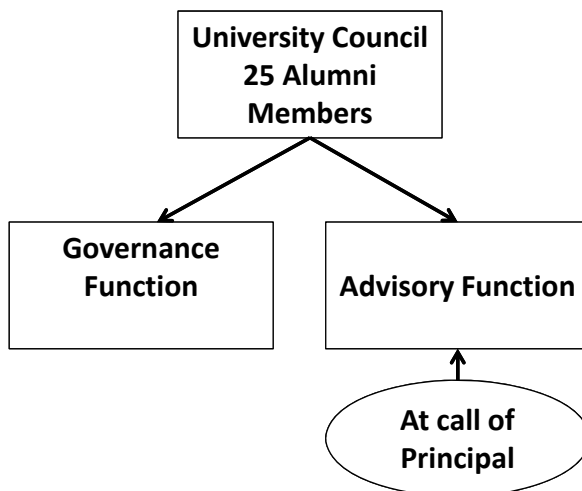 University Council
25 Alumni
Members
Governance
Function
Advisory Function
At call of
Principal